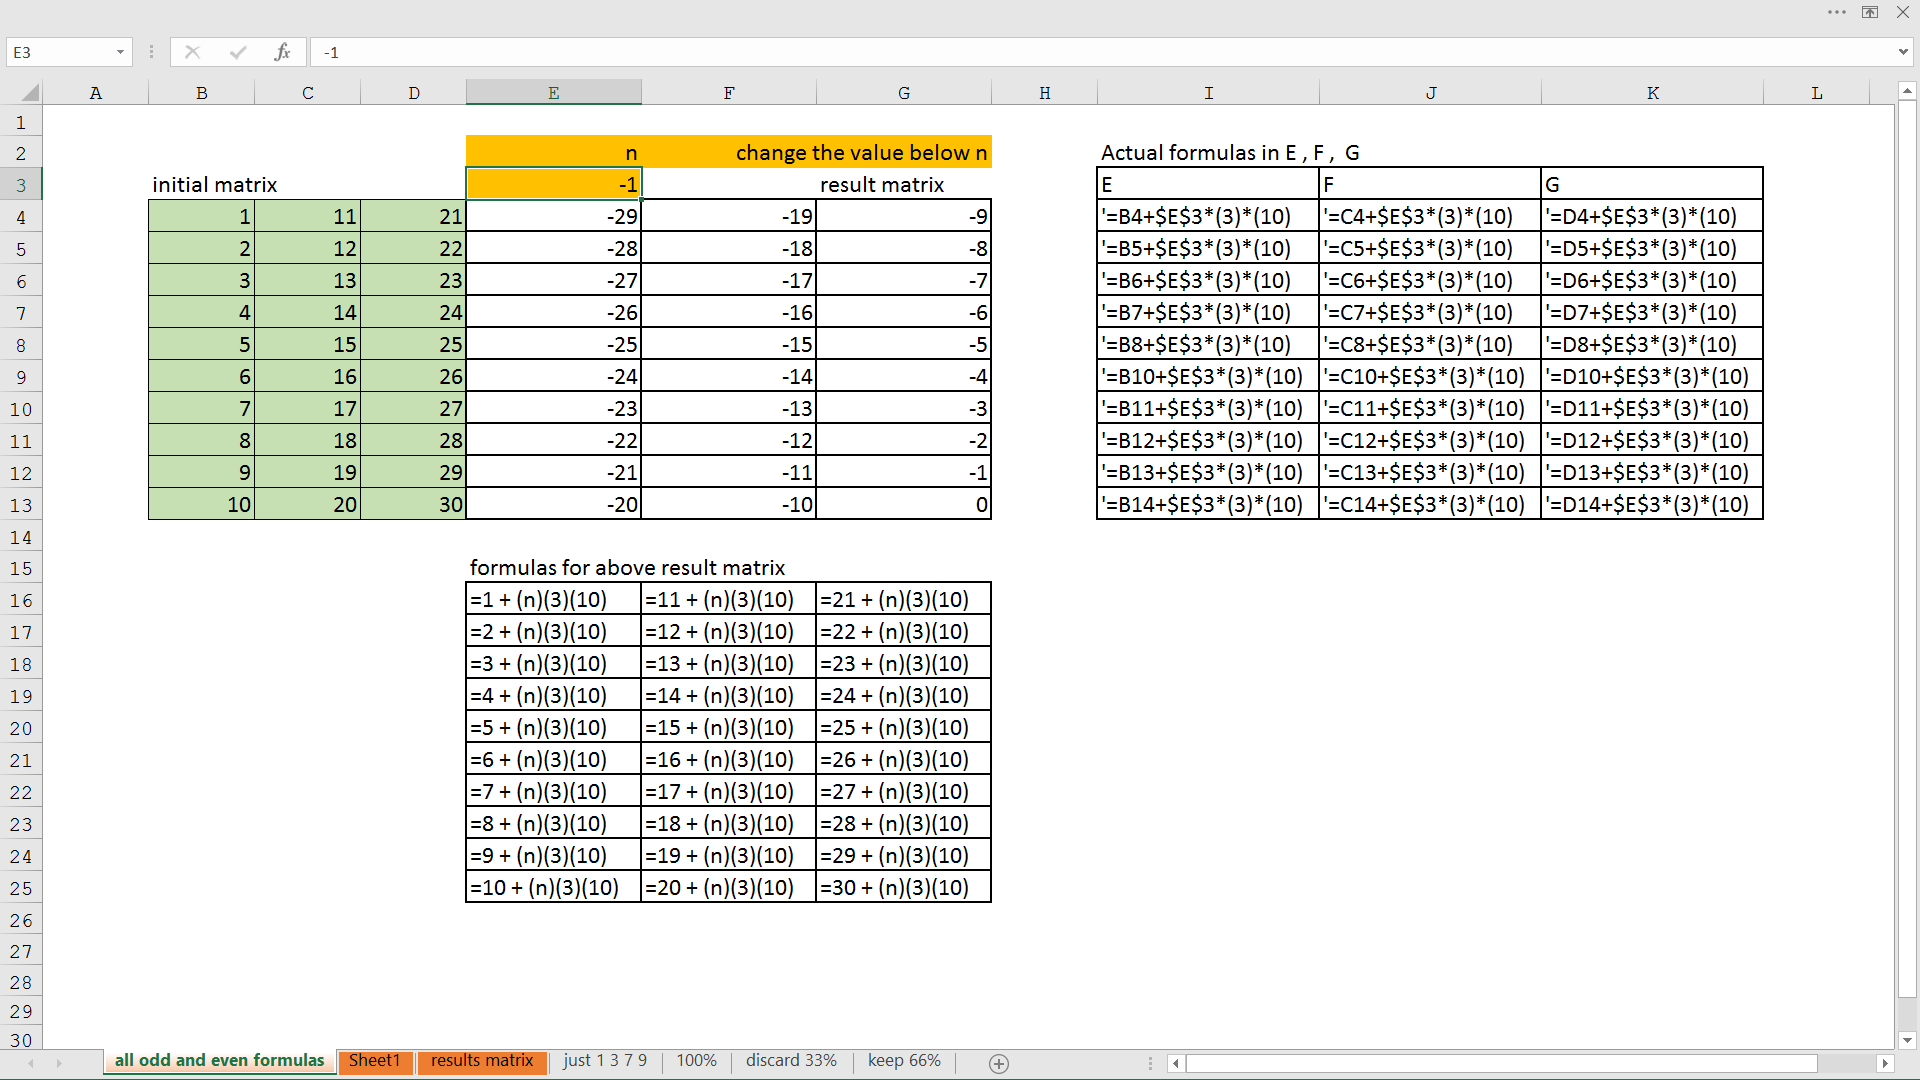 E3 fx -1
A B C D E F G H I J K L
1
2 n change the value below n Actual formulas in E , F , G
3 initial matrix -1 result matrix E F G
4 1 11 21 -29 -19 -9 '=B4+$E$3*(3)*(10) '=C4+$E$3*(3)*(10) '=D4+$E$3*(3)*(10)
5 2 12 22 -28 -18 -8 '=B5+$E$3*(3)*(10) '=C5+$E$3*(3)*(10) '=D5+$E$3*(3)*(10)
6 3 13 23 -27 -17 -7 '=B6+$E$3*(3)*(10) '=C6+$E$3*(3)*(10) '=D6+$E$3*(3)*(10)
7 4 14 24 -26 -16 -6 '=B7+$E$3*(3)*(10) '=C7+$E$3*(3)*(10) '=D7+$E$3*(3)*(10)
8 5 15 25 -25 -15 -5 '=B8+$E$3*(3)*(10) '=C8+$E$3*(3)*(10) '=D8+$E$3*(3)*(10)
9 6 16 26 -24 -14 -4 '=B10+$E$3*(3)*(10) '=C10+$E$3*(3)*(10) '=D10+$E$3*(3)*(10)
10 7 17 27 -23 -13 -3 '=B11+$E$3*(3)*(10) '=C11+$E$3*(3)*(10) '=D11+$E$3*(3)*(10)
11 8 18 28 -22 -12 -2 '=B12+$E$3*(3)*(10) '=C12+$E$3*(3)*(10) '=D12+$E$3*(3)*(10)
12 9 19 29 -21 -11 -1 '=B13+$E$3*(3)*(10) '=C13+$E$3*(3)*(10) '=D13+$E$3*(3)*(10)
13 10 20 30 -20 -10 0 '=B14+$E$3*(3)*(10) '=C14+$E$3*(3)*(10) '=D14+$E$3*(3)*(10)
14
15 formulas for above result matrix
16 =1 + (n)(3)(10) =11 + (n)(3)(10) =21 + (n)(3)(10)
17 =2 + (n)(3)(10) =12 + (n)(3)(10) =22 + (n)(3)(10)
18 =3 + (n)(3)(10) =13 + (n)(3)(10) =23 + (n)(3)(10)
19 =4 + (n)(3)(10) =14 + (n)(3)(10) =24 + (n)(3)(10)
20 =5 + (n)(3)(10) =15 + (n)(3)(10) =25 + (n)(3)(10)
21 =6 + (n)(3)(10) =16 + (n)(3)(10) =26 + (n)(3)(10)
22 =7 + (n)(3)(10) =17 + (n)(3)(10) =27 + (n)(3)(10)
23 =8 + (n)(3)(10) =18 + (n)(3)(10) =28 + (n)(3)(10)
24 =9 + (n)(3)(10) =19 + (n)(3)(10) =29 + (n)(3)(10)
25 =10 + (n)(3)(10) =20 + (n)(3)(10) =30 + (n)(3)(10)
26
27
28
29
30
all odd and even formulas Sheet1 results matrix just 1 3 7 9 100% discard 33% keep 66%